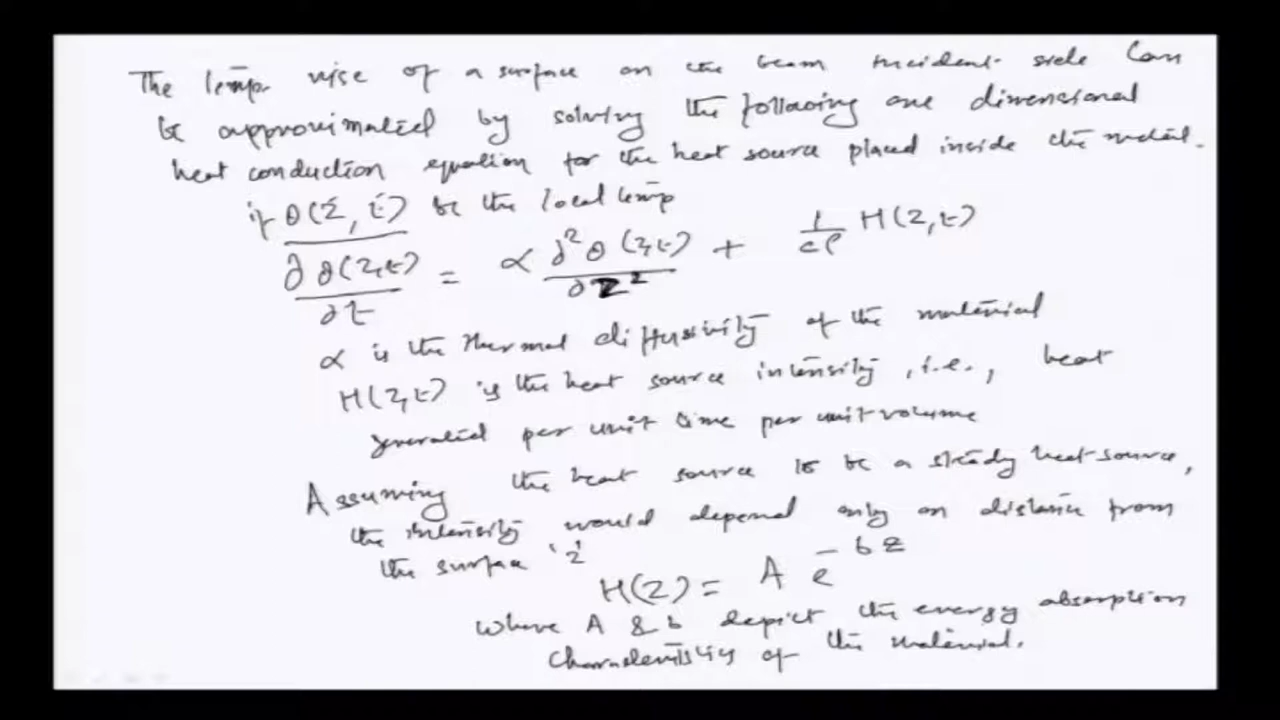 The temp. rise of a surface on the beam incident side can
be approximated by solving the following one dimensional
heat conduction equation for the heat source placed inside the metal.
if θ(z, t) be the local temp
∂θ(z,t)/∂t = α ∂²θ(z,t)/∂z² + 1/cρ H(z,t)
α is the thermal diffusivity of the material
H(z,t) is the heat source intensity, i.e., heat
generated per unit time per unit volume
Assuming the heat source to be a steady heat source,
the intensity would depend only on distance from
the surface 'z'
H(z) = A e^-bz
where A & b depict the energy absorption
characteristics of the material.